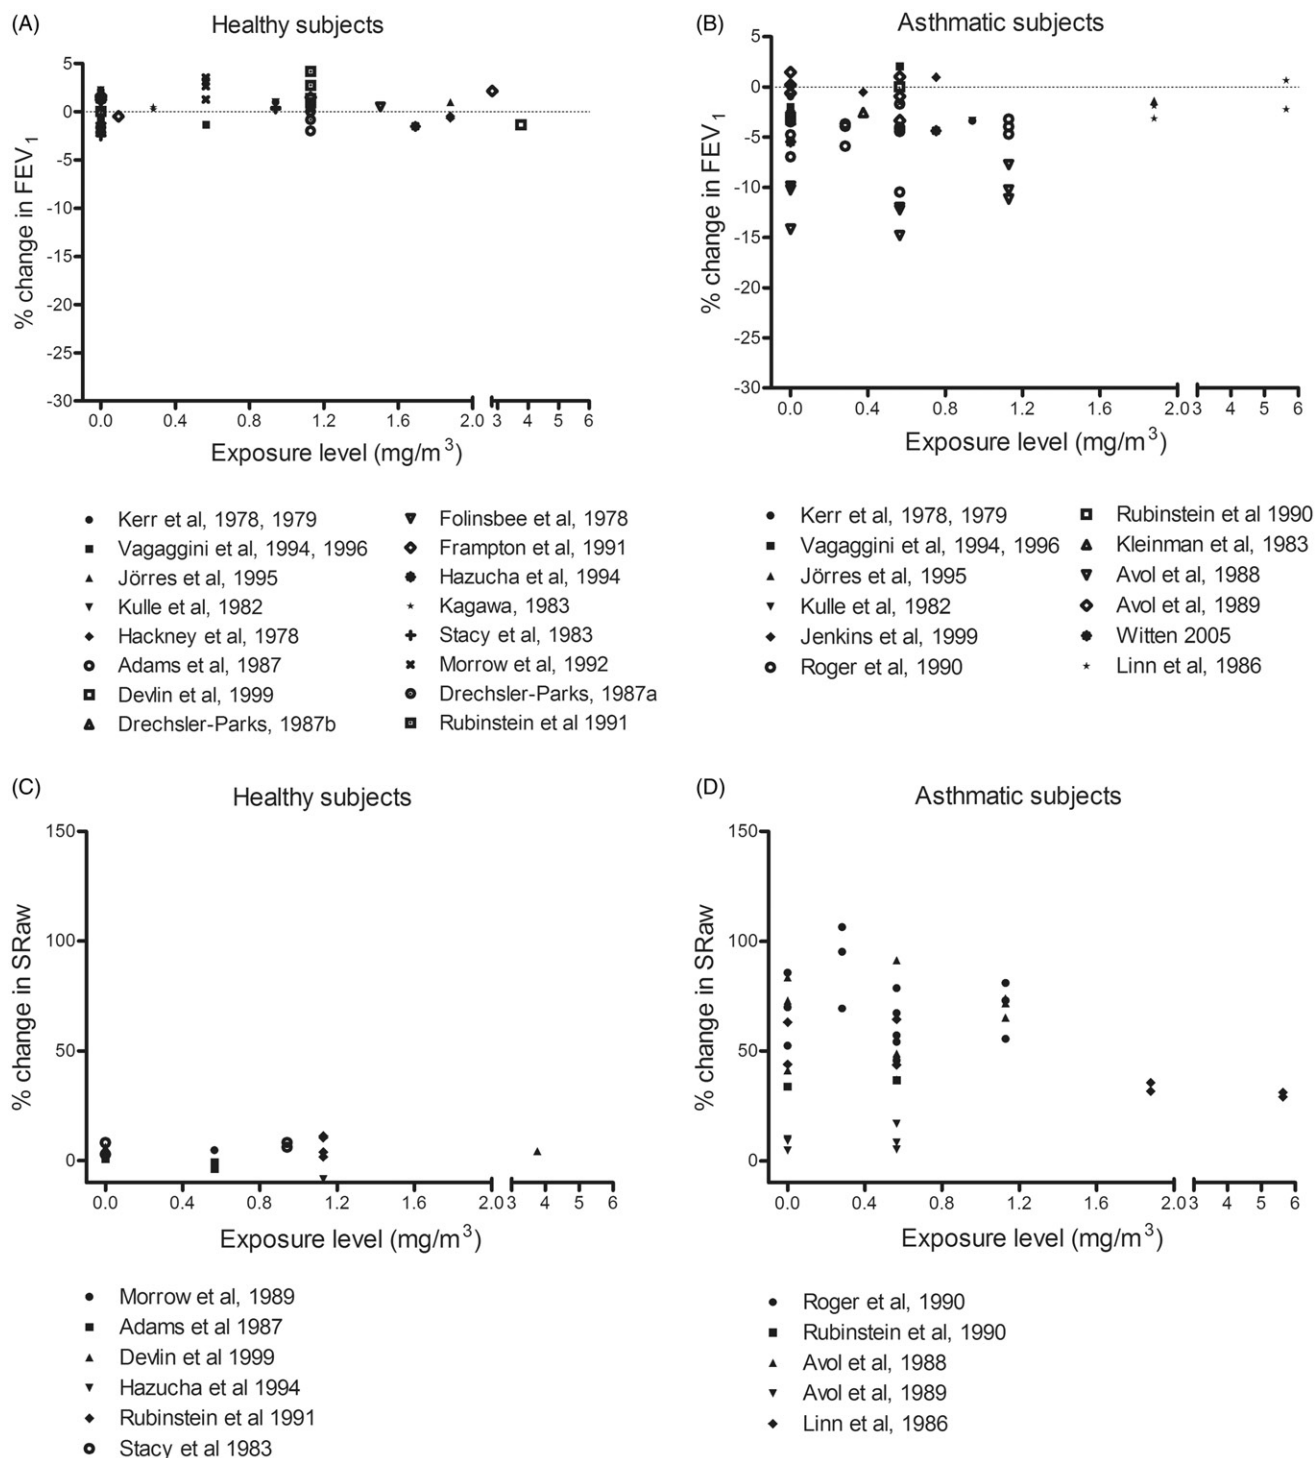 (A)
Healthy subjects
% change in FEV1
5
0
-5
-10
-15
-20
-25
-30
0.0 0.4 0.8 1.2 1.6 2.0 3 4 5 6
Exposure level (mg/m3)
Kerr et al, 1978, 1979
Vagaggini et al, 1994, 1996
Jörres et al, 1995
Kulle et al, 1982
Hackney et al, 1978
Adams et al, 1987
Devlin et al, 1999
Drechsler-Parks, 1987b
Folinsbee et al, 1978
Frampton et al, 1991
Hazucha et al, 1994
Kagawa, 1983
Stacy et al, 1983
Morrow et al, 1992
Drechsler-Parks, 1987a
Rubinstein et al 1991
(B)
Asthmatic subjects
% change in FEV1
5
0
-5
-10
-15
-20
-25
-30
0.0 0.4 0.8 1.2 1.6 2.0 3 4 5 6
Exposure level (mg/m3)
Kerr et al, 1978, 1979
Vagaggini et al, 1994, 1996
Jörres et al, 1995
Kulle et al, 1982
Jenkins et al, 1999
Roger et al, 1990
Rubinstein et al 1990
Kleinman et al, 1983
Avol et al, 1988
Avol et al, 1989
Witten 2005
Linn et al, 1986
(C)
Healthy subjects
% change in SRaw
150
100
50
0
0.0 0.4 0.8 1.2 1.6 2.0 3 4 5 6
Exposure level (mg/m3)
Morrow et al, 1989
Adams et al 1987
Devlin et al 1999
Hazucha et al 1994
Rubinstein et al 1991
Stacy et al 1983
(D)
Asthmatic subjects
% change in SRaw
150
100
50
0
0.0 0.4 0.8 1.2 1.6 2.0 3 4 5 6
Exposure level (mg/m3)
Roger et al, 1990
Rubinstein et al, 1990
Avol et al, 1988
Avol et al, 1989
Linn et al, 1986